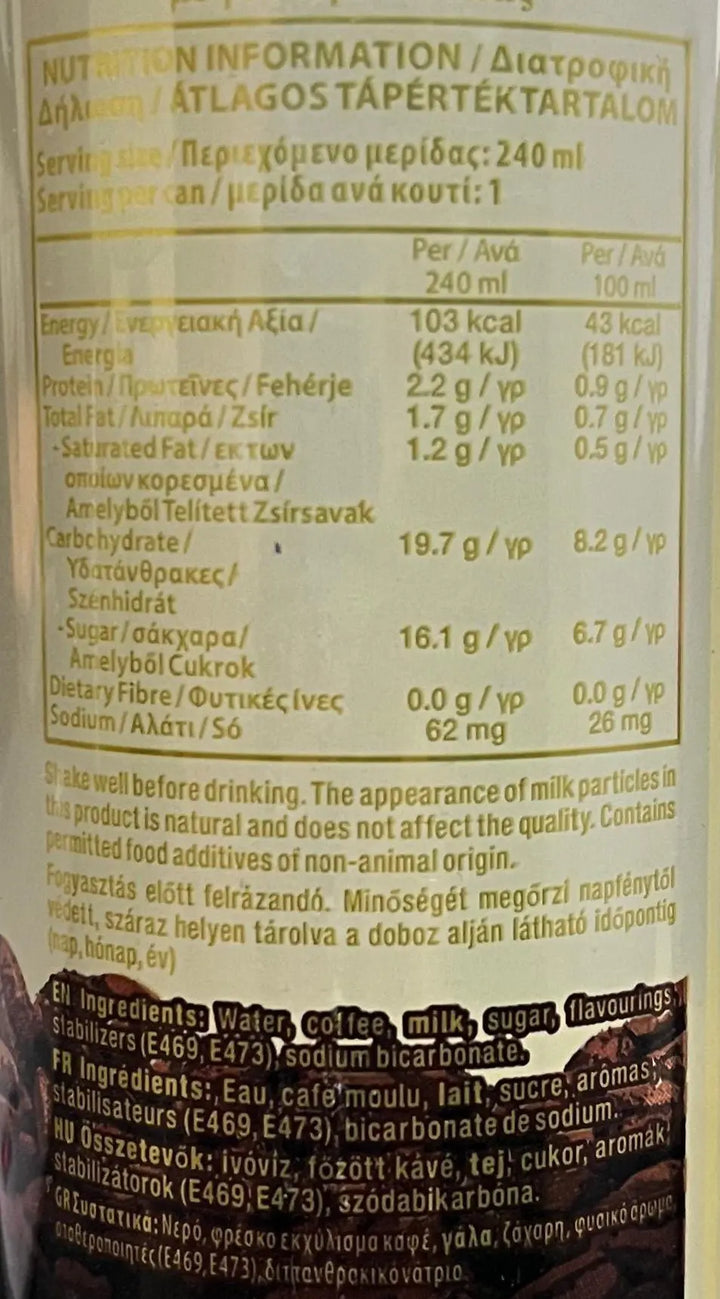 NUTRITION INFORMATION / Διατροφική
Δήλωση / ÁTLAGOS TÁPÉRTÉKTARTALOM
Serving size / Περιεχόμενο μερίδας: 240 ml
Serving per can / μερίδα ανά κουτί: 1
Per / Ανά Per / Ανά
240 ml 100 ml
Energy / Ενεργειακή Αξία / 103 kcal 43 kcal
Energia (434 kJ) (181 kJ)
Protein / Πρωτεΐνες / Fehérje 2.2 g / γρ 0.9 g / γρ
Total Fat / Λιπαρά / Zsír 1.7 g / γρ 0.7 g / γρ
- Saturated Fat / εκ των 1.2 g / γρ 0.5 g / γρ
οποίων κορεσμένα /
Amelyből Telített Zsírsavak
Carbohydrate / 19.7 g / γρ 8.2 g / γρ
Υδατάνθρακες /
Szénhidrát
- Sugar / σάκχαρα / 16.1 g / γρ 6.7 g / γρ
Amelyből Cukrok
Dietary Fibre / Φυτικές ίνες 0.0 g / γρ 0.0 g / γρ
Sodium / Αλάτι / Só 62 mg 26 mg
Shake well before drinking. The appearance of milk particles in
this product is natural and does not affect the quality. Contains
permitted food additives of non-animal origin.
Fogyasztás előtt felrázandó. Minőségét megőrzi napfénytől
védett, száraz helyen tárolva a doboz alján látható időpontig
(nap, hónap, év)
EN Ingredients: Water, coffee, milk, sugar, flavourings,
stabilizers (E469, E473), sodium bicarbonate.
FR Ingrédients:, Eau, café moulu, lait, sucre, arômas,
stabilisateurs (E469, E473), bicarbonate de sodium.
HU Összetevők: ivóvíz, főzött kávé, tej, cukor, aromák,
stabilizátorok (E469, E473), szódabikarbóna.
GR Συστατικά: Νερό, φρέσκο εκχύλισμα καφέ, γάλα, ζάχαρη, φυσικό άρωμα,
σταθεροποιητές (E469, E473), διττανθρακικό νάτριο.